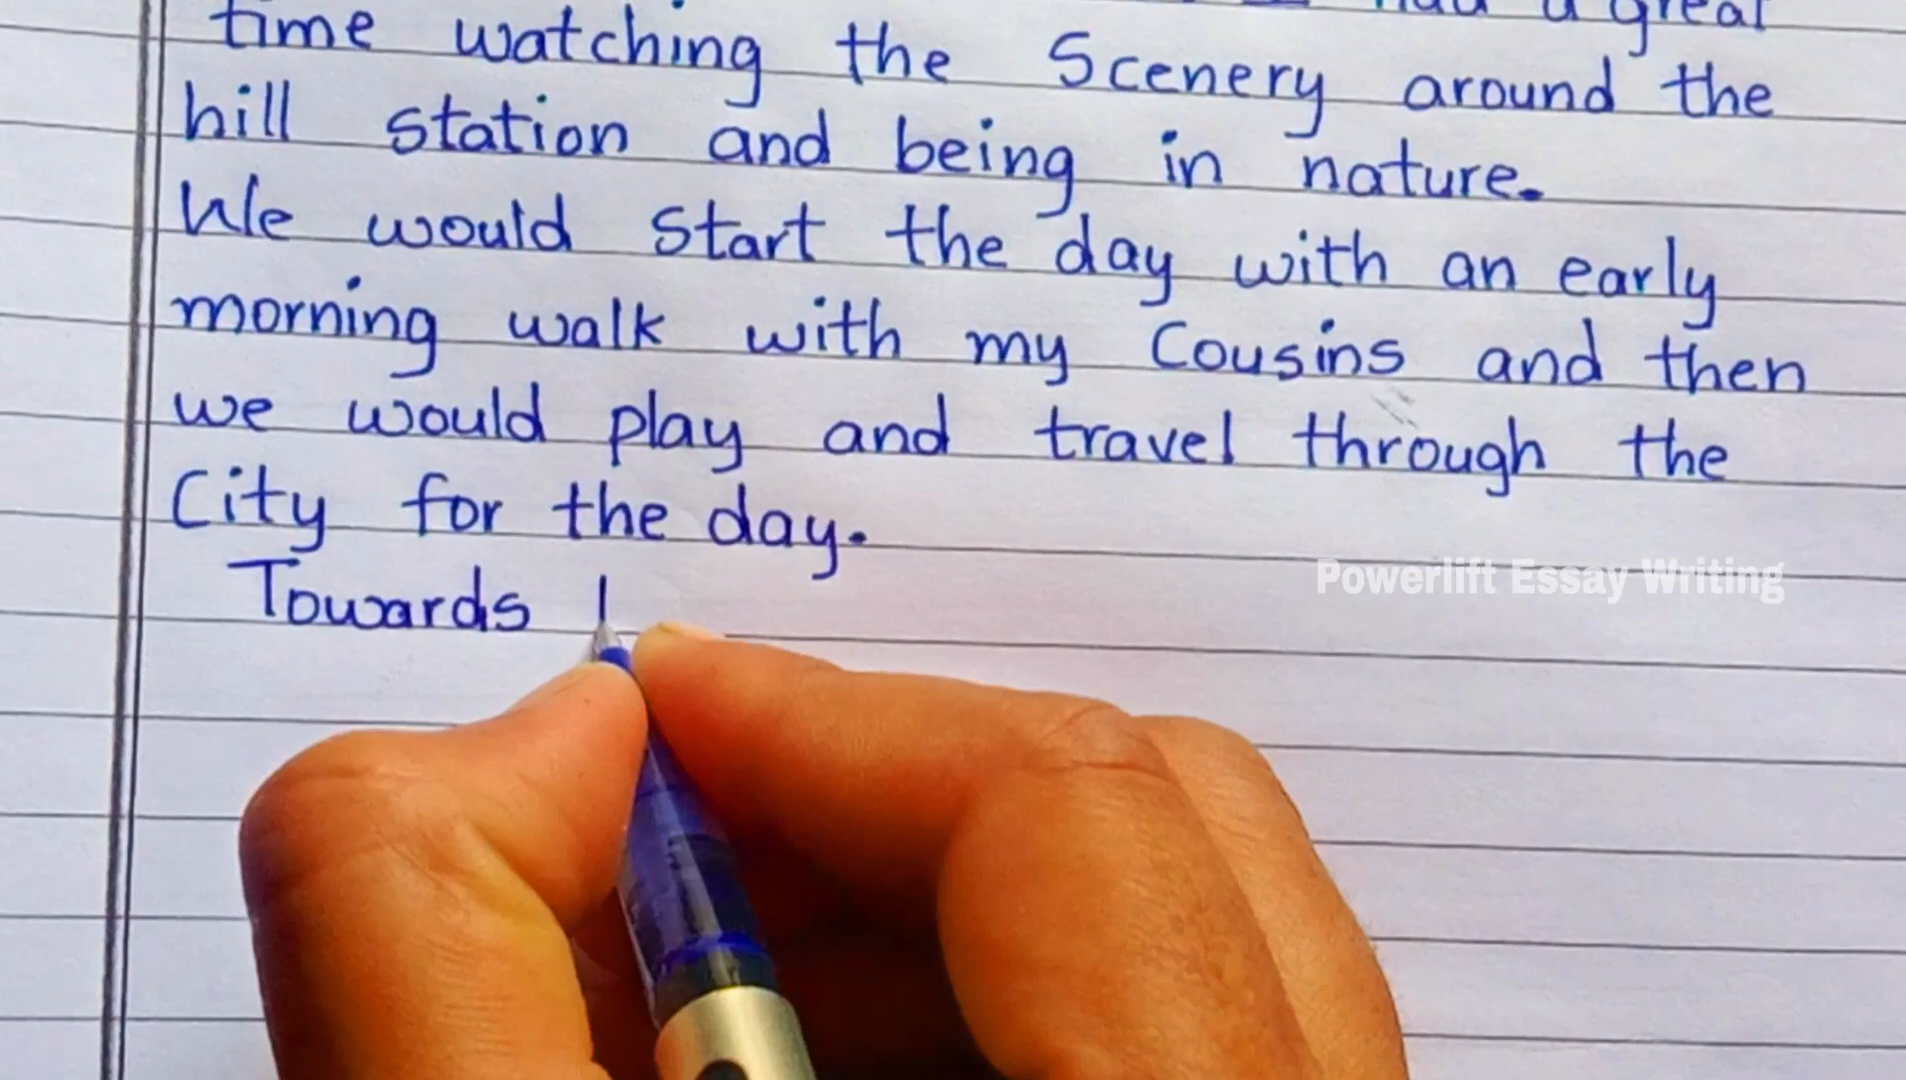 had a great
time watching the Scenery around the
hill station and being in nature.
We would start the day with an early
morning walk with my Cousins and then
we would play and travel through the
City for the day.
Towards
Powerlift Essay Writing